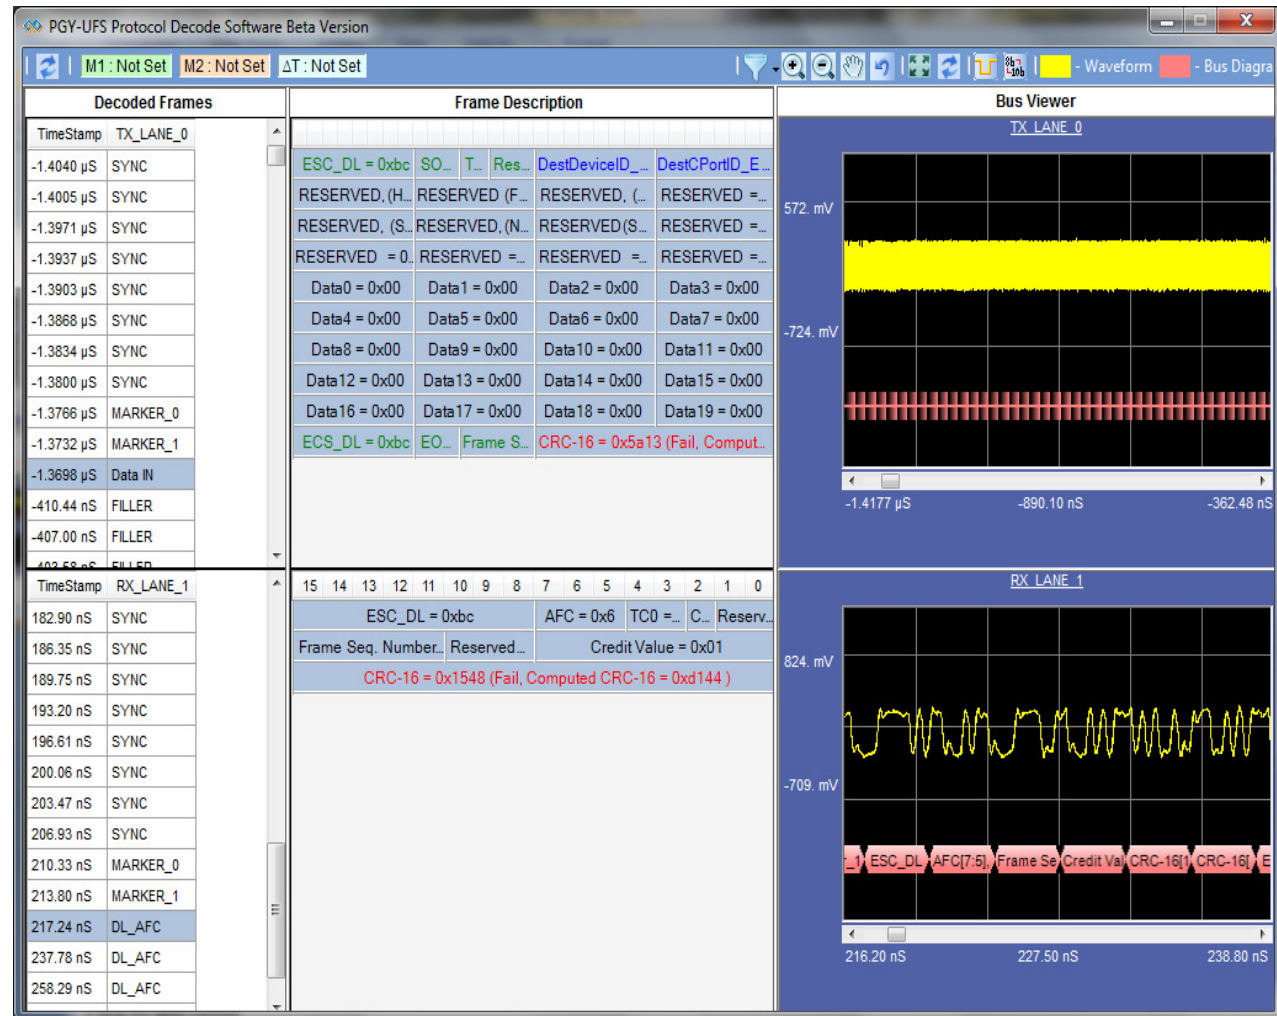 PGY-UFS Protocol Decode Software Beta Version
M1 : Not Set M2 : Not Set ΔT : Not Set - Waveform - Bus Diagra
Decoded Frames Frame Description Bus Viewer
TimeStamp TX_LANE_0
-1.4040 µS SYNC
-1.4005 µS SYNC
-1.3971 µS SYNC
-1.3937 µS SYNC
-1.3903 µS SYNC
-1.3868 µS SYNC
-1.3834 µS SYNC
-1.3800 µS SYNC
-1.3766 µS MARKER_0
-1.3732 µS MARKER_1
-1.3698 µS Data IN
-410.44 nS FILLER
-407.00 nS FILLER
-403.58 nS FILLER
ESC_DL = 0xbc SO... T... Res... DestDeviceID_... DestCPortID_E...
RESERVED, (H... RESERVED (F... RESERVED, (... RESERVED =...
RESERVED, (S... RESERVED, (N... RESERVED(S... RESERVED =...
RESERVED = 0... RESERVED =... RESERVED =... RESERVED =...
Data0 = 0x00 Data1 = 0x00 Data2 = 0x00 Data3 = 0x00
Data4 = 0x00 Data5 = 0x00 Data6 = 0x00 Data7 = 0x00
Data8 = 0x00 Data9 = 0x00 Data10 = 0x00 Data11 = 0x00
Data12 = 0x00 Data13 = 0x00 Data14 = 0x00 Data15 = 0x00
Data16 = 0x00 Data17 = 0x00 Data18 = 0x00 Data19 = 0x00
ECS_DL = 0xbc EO... Frame S... CRC-16 = 0x5a13 (Fail, Comput...
TX LANE 0
572. mV
-724. mV
-1.4177 µS -890.10 nS -362.48 nS
TimeStamp RX_LANE_1
182.90 nS SYNC
186.35 nS SYNC
189.75 nS SYNC
193.20 nS SYNC
196.61 nS SYNC
200.06 nS SYNC
203.47 nS SYNC
206.93 nS SYNC
210.33 nS MARKER_0
213.80 nS MARKER_1
217.24 nS DL_AFC
237.78 nS DL_AFC
258.29 nS DL_AFC
15 14 13 12 11 10 9 8 7 6 5 4 3 2 1 0
ESC_DL = 0xbc AFC = 0x6 TC0 =... C... Reserv...
Frame Seq. Number... Reserved... Credit Value = 0x01
CRC-16 = 0x1548 (Fail, Computed CRC-16 = 0xd144 )
RX LANE 1
824. mV
-709. mV
_1 ESC_DL AFC[7:5], Frame Se Credit Val CRC-16[1 CRC-16[ E
216.20 nS 227.50 nS 238.80 nS